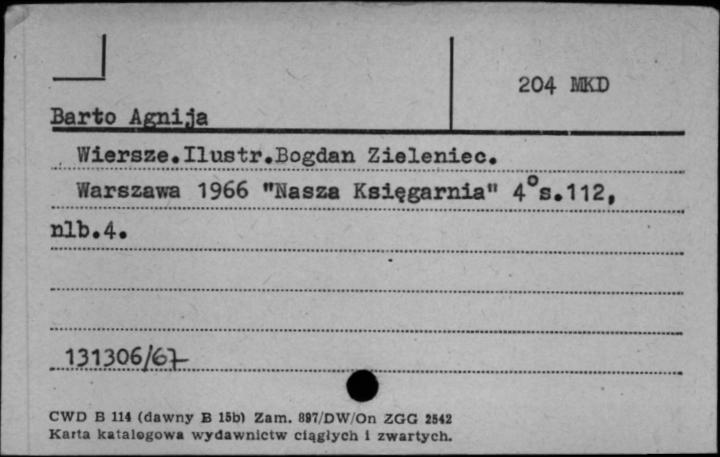 204 MKD
Barto Agnija
Wiersze.Ilustr.Bogdan Zieleniec.
Warszawa 1966 "Nasza Księgarnia" 4°s.112,
nlb.4.
131306/67
CWD B 114 (dawny B 15b) Zam. 897/DW/On ZGG 2542
Karta katalogowa wydawnictw ciągłych i zwartych.